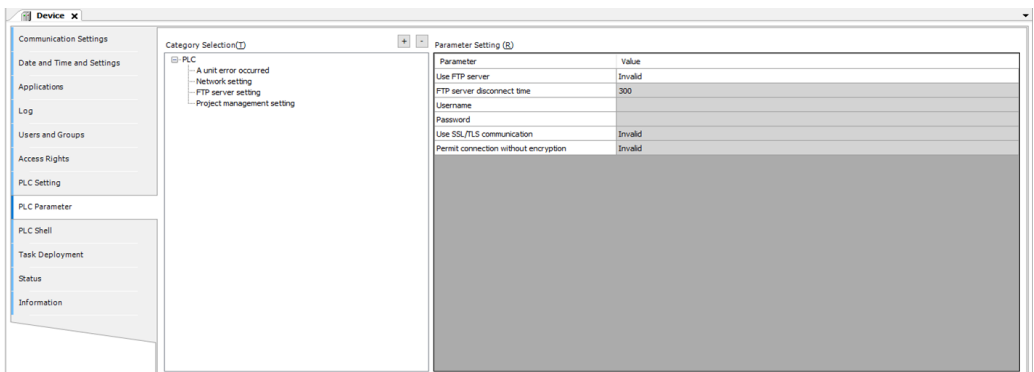 Device
Communication Settings
Date and Time and Settings
Applications
Log
Users and Groups
Access Rights
PLC Setting
PLC Parameter
PLC Shell
Task Deployment
Status
Information
Category Selection(T)
+ -
PLC
A unit error occurred
Network setting
FTP server setting
Project management setting
Parameter Setting (R)
Parameter Value
Use FTP server Invalid
FTP server disconnect time 300
Username
Password
Use SSL/TLS communication Invalid
Permit connection without encryption Invalid